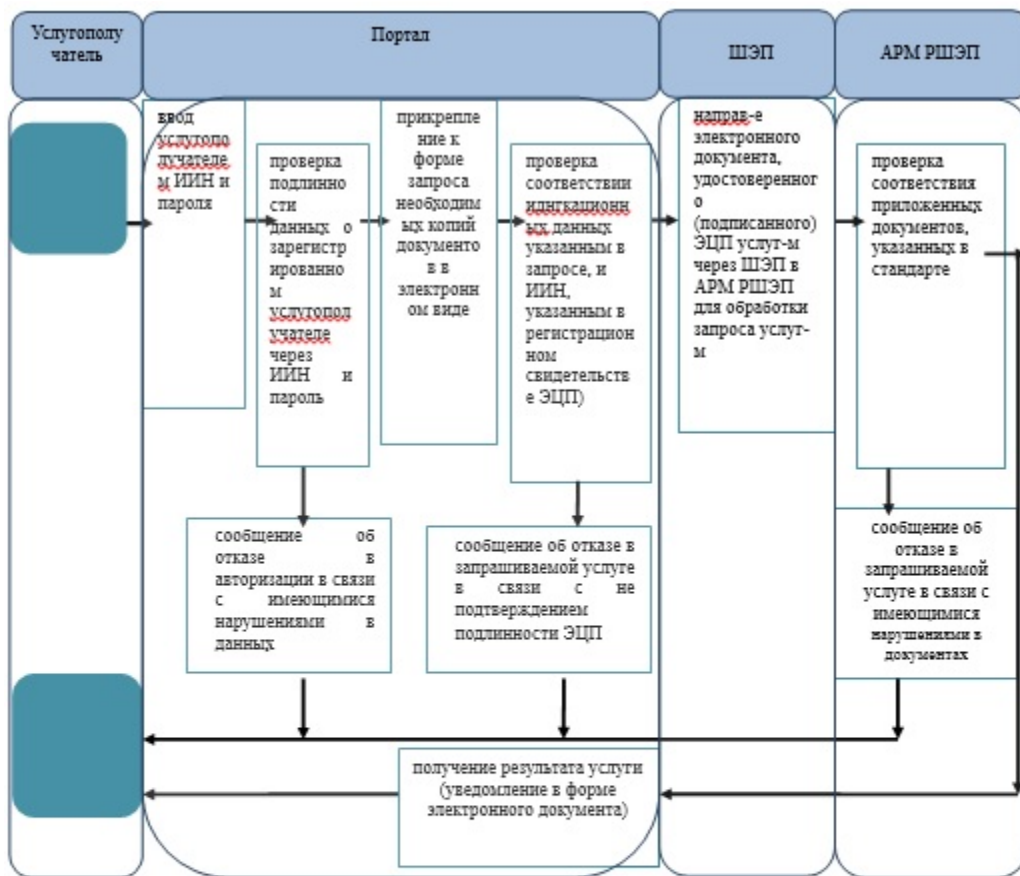 Услугополу
чатель
Портал
ШЭП
АРМ РШЭП
ввод
услугопо
лучателе
м ИИН и
пароля
проверка
подлинно
сти
данных о
зарегистр
ированно
м
услугопол
учателе
через
ИИН и
пароль
прикрепле
ние к
форме
запроса
необходим
ых копий
документо
в в
электронн
ом виде
проверка
соответствии
иднгкационн
ых данных
указанным в
запросе, и
ИИН,
указанным в
регистрацион
ном
свидетельств
е ЭЦП)
направ-е
электронного
документа,
удостоверенног
о
(подписанного)
ЭЦП услуг-м
через ШЭП в
АРМ РШЭП
для обработки
запроса услуг-
м
проверка
соответствия
приложенных
документов,
указанных в
стандарте
сообщение об
отказе в
авторизации в связи
с имеющимися
нарушениями в
данных
сообщение об отказе в
запрашиваемой услуге
в связи с не
подтверждением
подлинности ЭЦП
сообщение об
отказе в
запрашиваемой
услуге в связи с
имеющимися
нарушениями в
документах
получение результата услуги
(уведомление в форме
электронного документа)